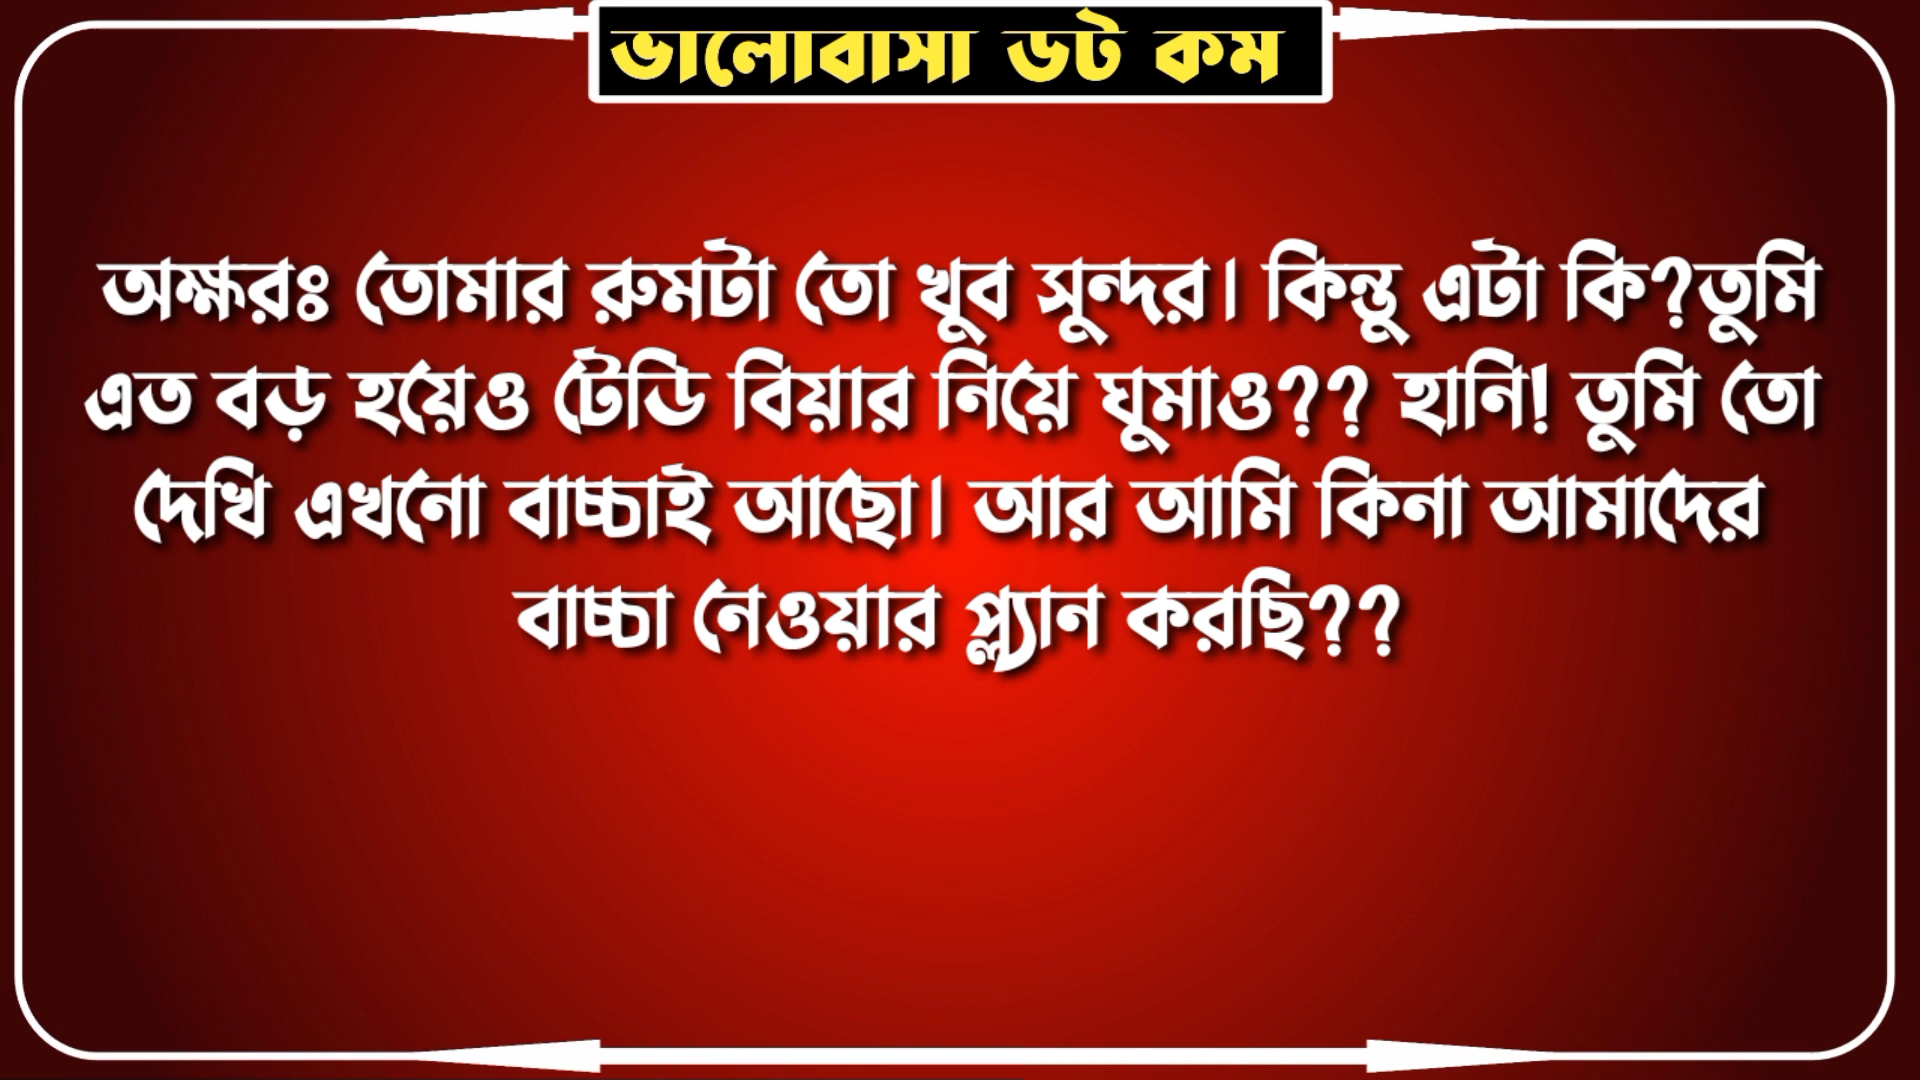 ভালোবাসা ডট কম
অক্ষরঃ তোমার রুমটা তো খুব সুন্দর। কিন্তু এটা কি?তুমি
এত বড় হয়েও টেডি বিয়ার নিয়ে ঘুমাও?? হানি! তুমি তো
দেখি এখনো বাচ্চাই আছো। আর আমি কিনা আমাদের
বাচ্চা নেওয়ার প্ল্যান করছি??